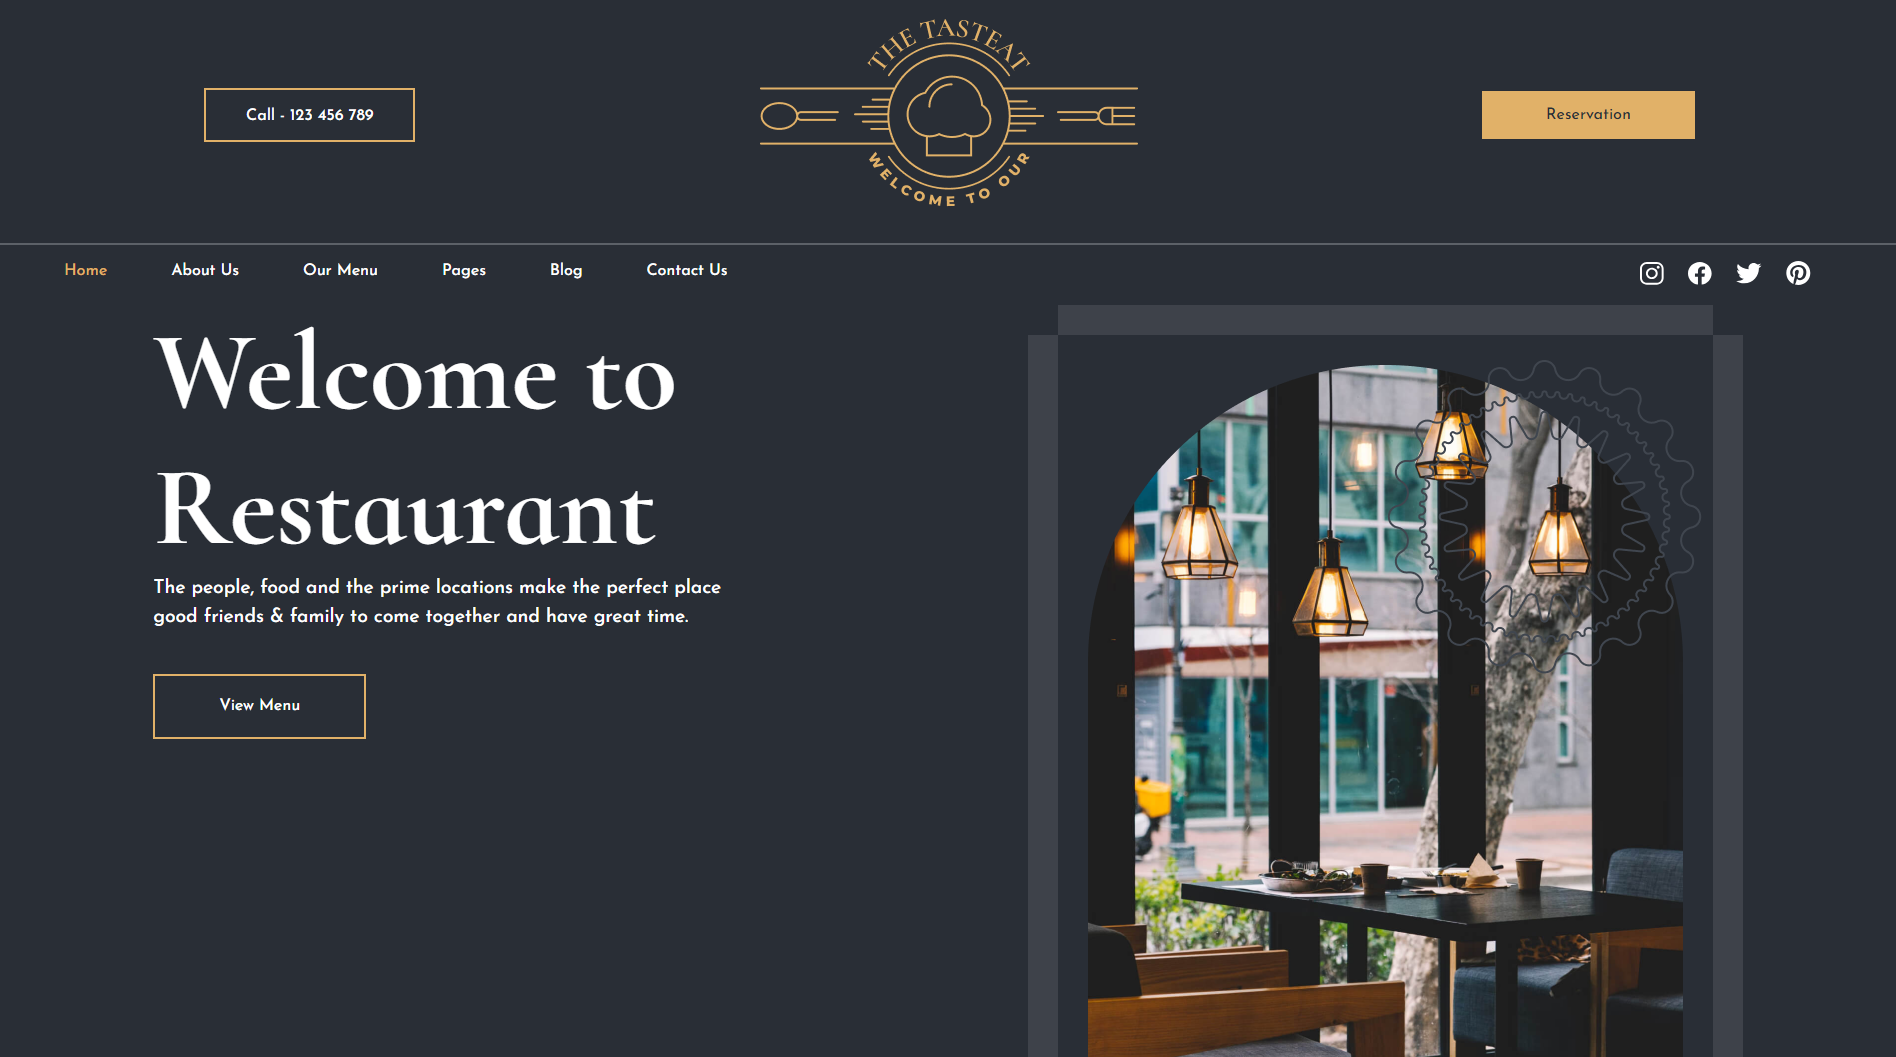 Call - 123 456 789
THE TASTEAT
WELCOME TO OUR
Reservation
Home About Us Our Menu Pages Blog Contact Us
Welcome to
Restaurant
The people, food and the prime locations make the perfect place
good friends & family to come together and have great time.
View Menu